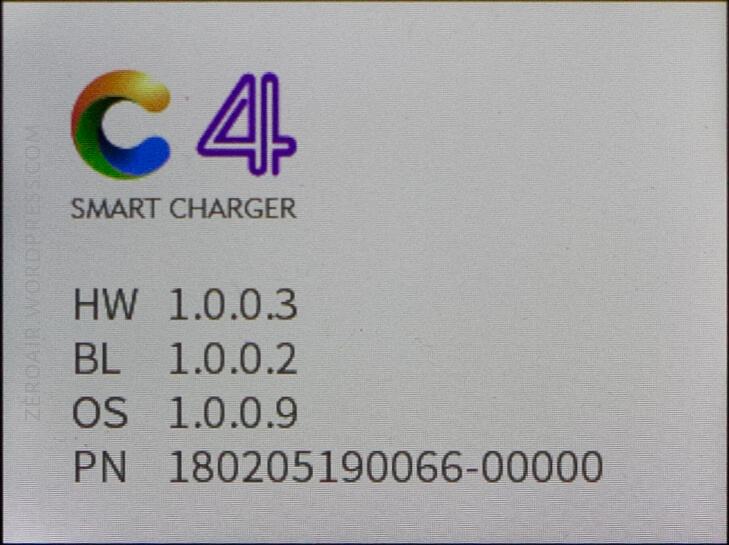 C 4
SMART CHARGER
HW 1.0.0.3
BL 1.0.0.2
OS 1.0.0.9
PN 180205190066-00000
ZEROAIR.WORDPRESS.COM